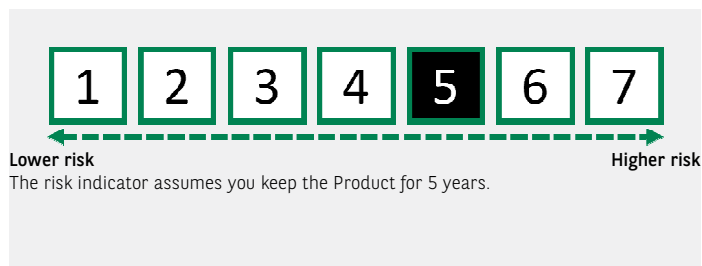 1 2 3 4 5 6 7
Lower risk Higher risk
The risk indicator assumes you keep the Product for 5 years.